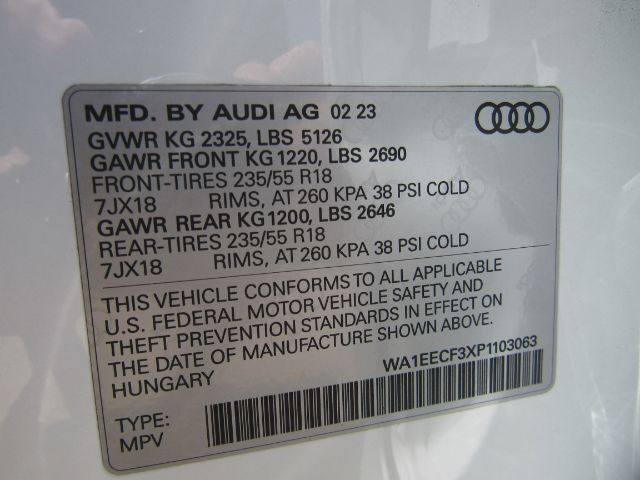 MFD. BY AUDI AG 02 23
GVWR KG 2325, LBS 5126
GAWR FRONT KG 1220, LBS 2690
FRONT-TIRES 235/55 R18
7JX18 RIMS, AT 260 KPA 38 PSI COLD
GAWR REAR KG 1200, LBS 2646
REAR-TIRES 235/55 R18
7JX18 RIMS, AT 260 KPA 38 PSI COLD
THIS VEHICLE CONFORMS TO ALL APPLICABLE
U.S. FEDERAL MOTOR VEHICLE SAFETY AND
THEFT PREVENTION STANDARDS IN EFFECT ON
THE DATE OF MANUFACTURE SHOWN ABOVE.
HUNGARY WA1EECF3XP1103063
TYPE:
MPV